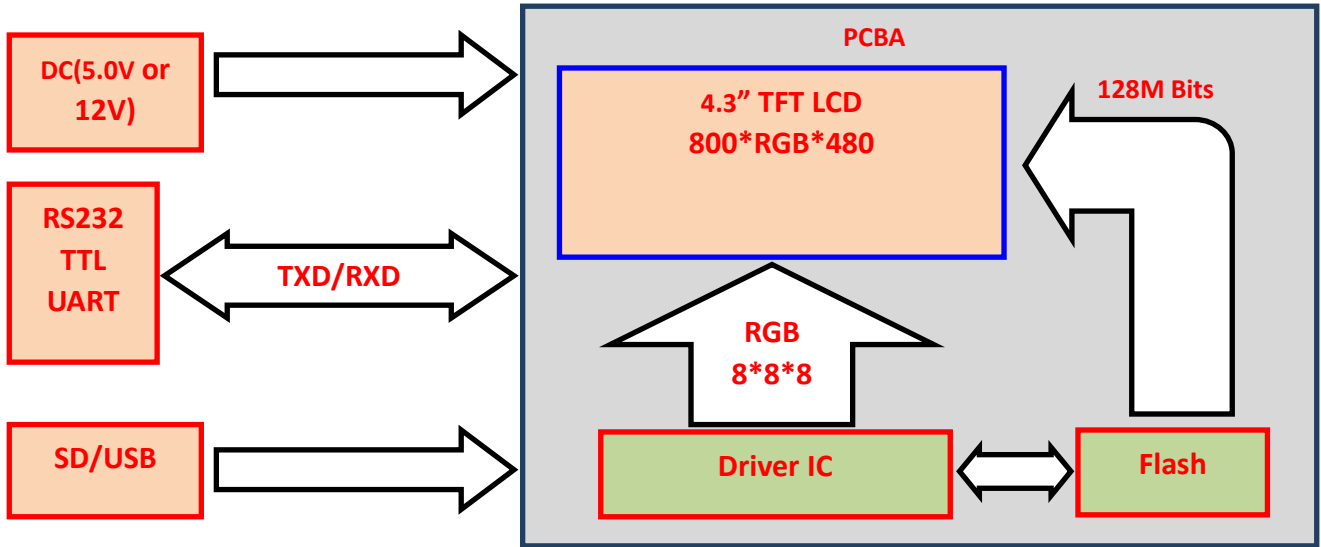 PCBA
DC(5.0V or
12V)
4.3” TFT LCD
800*RGB*480
128M Bits
RS232
TTL
UART
TXD/RXD
RGB
8*8*8
SD/USB
Driver IC
Flash